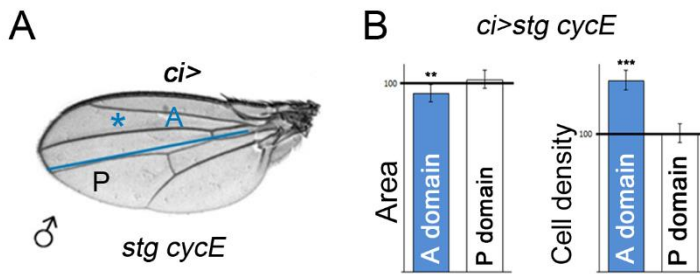 A
ci>
* A
P
♂
stg cycE
B
ci>stg cycE
Area
100
**
A domain
P domain
Cell density
100
***
A domain
P domain